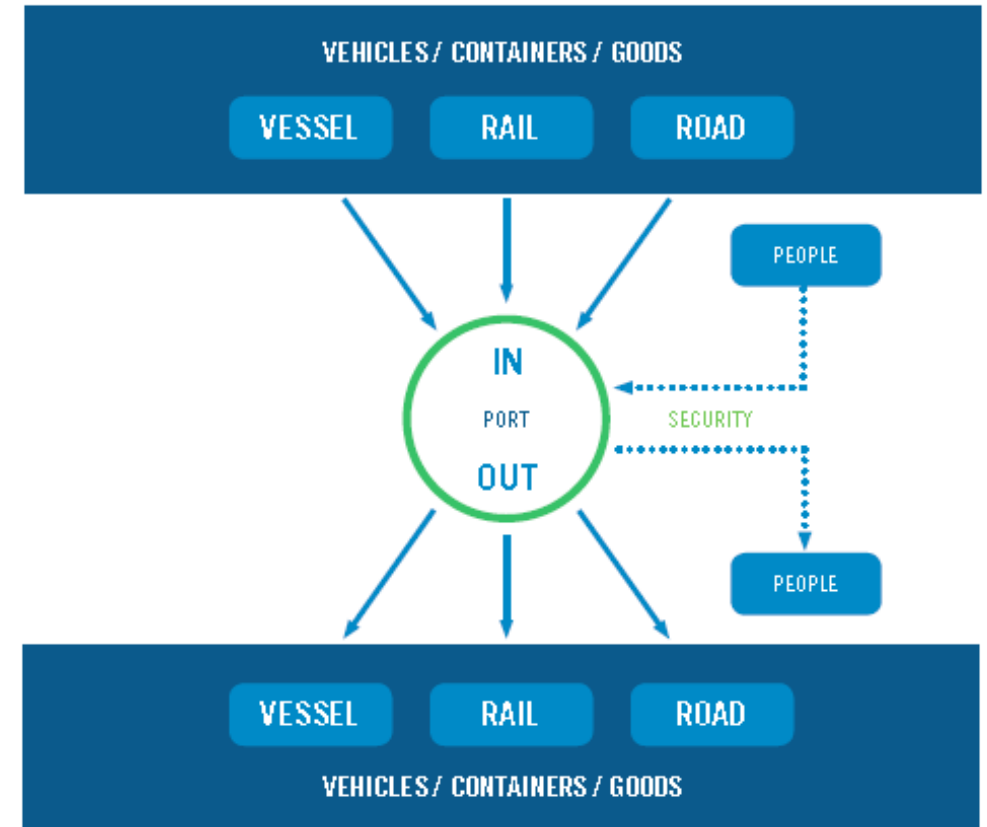 VEHICLES/ CONTAINERS / GOODS
VESSEL
RAIL
ROAD
PEOPLE
IN
PORT
SECURITY
OUT
PEOPLE
VESSEL
RAIL
ROAD
VEHICLES/ CONTAINERS / GOODS